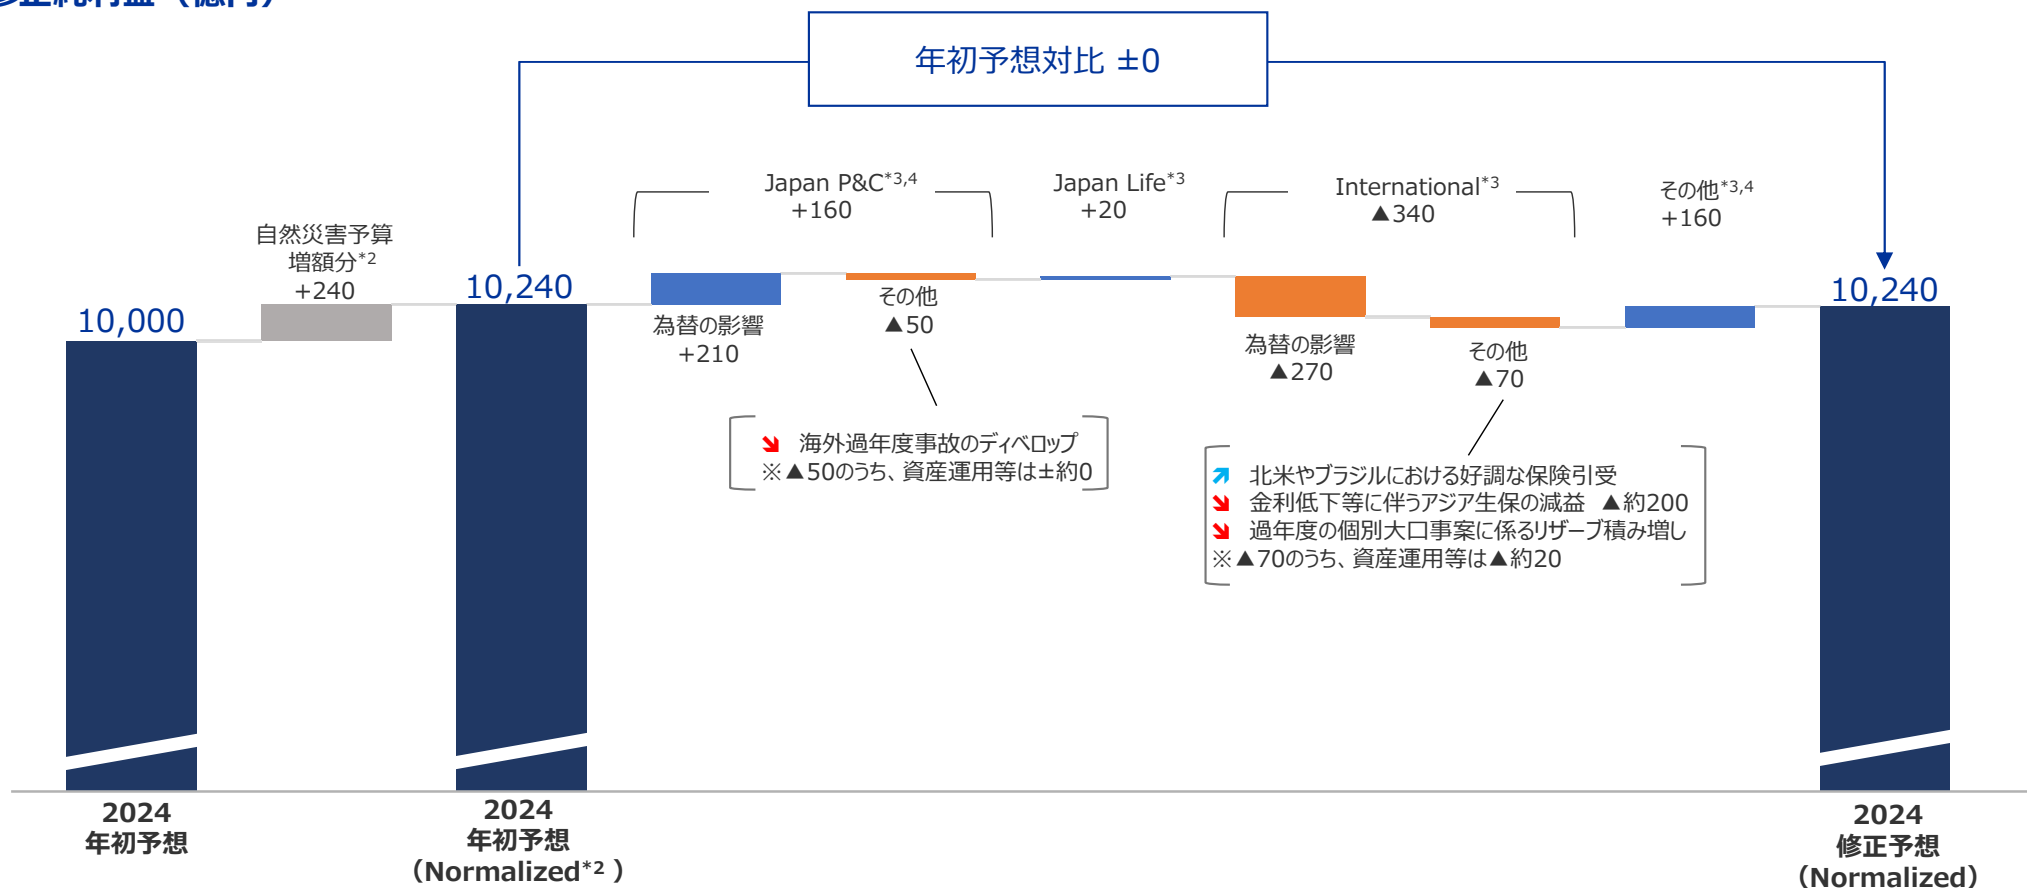 修正純利益（億円）
年初予想対比 ±0
Japan P&C*3,4
+160
Japan Life*3
+20
International*3
▲340
その他*3,4
+160
自然災害予算
増額分*2
+240
10,000
10,240
為替の影響
+210
その他
▲50
為替の影響
▲270
その他
▲70
10,240
海外過年度事故のディベロップ
※▲50のうち、資産運用等は±約0
北米やブラジルにおける好調な保険引受
金利低下等に伴うアジア生保の減益 ▲約200
過年度の個別大口事案に係るリザーブ積み増し
※▲70のうち、資産運用等は▲約20
2024
年初予想
2024
年初予想
（Normalized*2 ）
2024
修正予想
（Normalized）